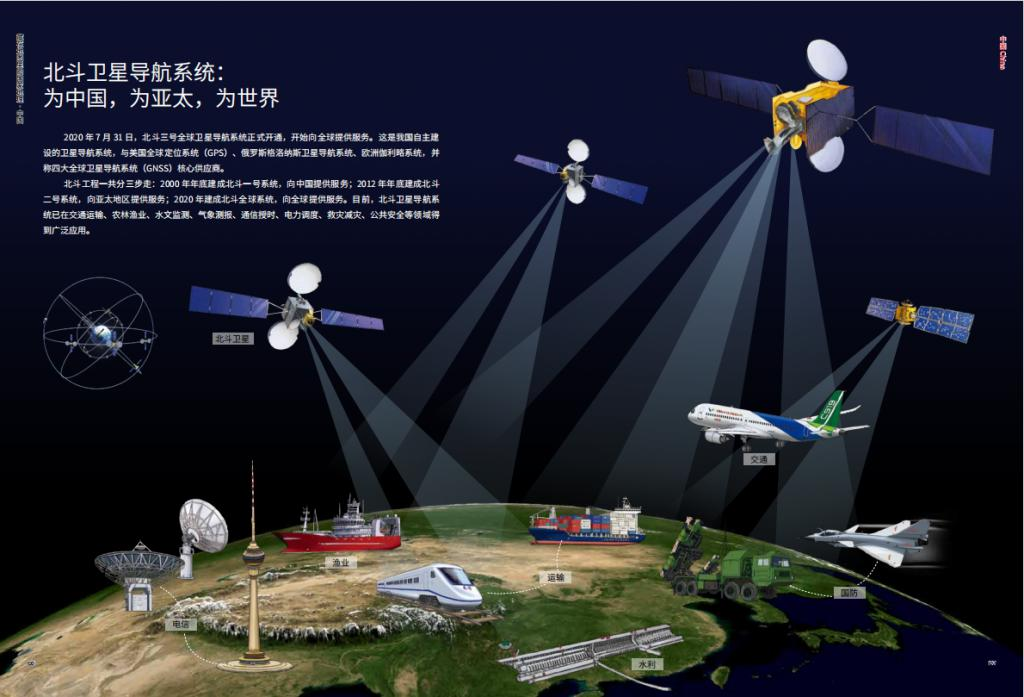 中国 China
北斗卫星导航系统：
为中国，为亚太，为世界
2020 年 7 月 31 日，北斗三号全球卫星导航系统正式开通，开始向全球提供服务。这是我国自主建
设的卫星导航系统，与美国全球定位系统（GPS）、俄罗斯格洛纳斯卫星导航系统、欧洲伽利略系统，并
称四大全球卫星导航系统（GNSS）核心供应商。
北斗工程一共分三步走：2000 年年底建成北斗一号系统，向中国提供服务；2012 年年底建成北斗
二号系统，向亚太地区提供服务；2020 年建成北斗全球系统，向全球提供服务。目前，北斗卫星导航系
统已在交通运输、农林渔业、水文监测、气象测报、通信授时、电力调度、救灾减灾、公共安全等领域得
到广泛应用。
北斗卫星
C919
交通
渔业
运输
国防
电信
水利